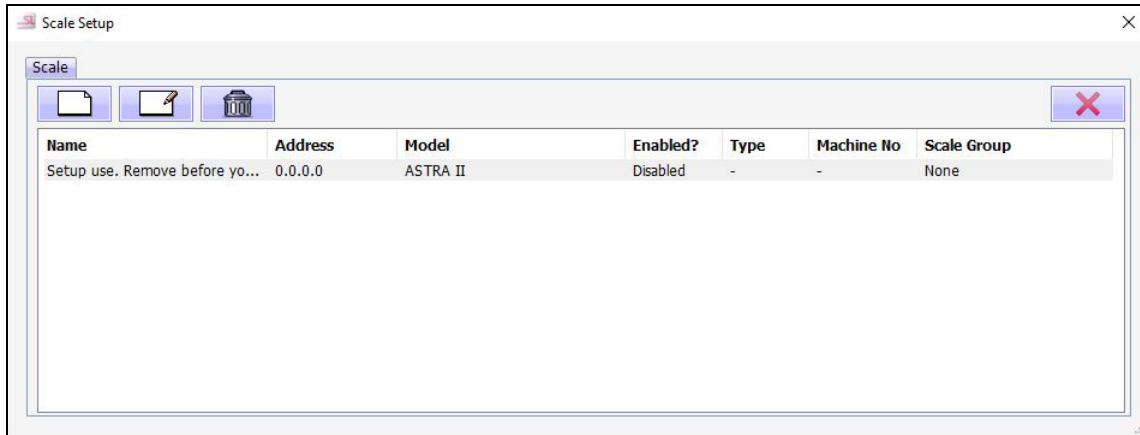 Scale Setup
Scale
Name Address Model Enabled? Type Machine No Scale Group
Setup use. Remove before yo... 0.0.0.0 ASTRA II Disabled - - None